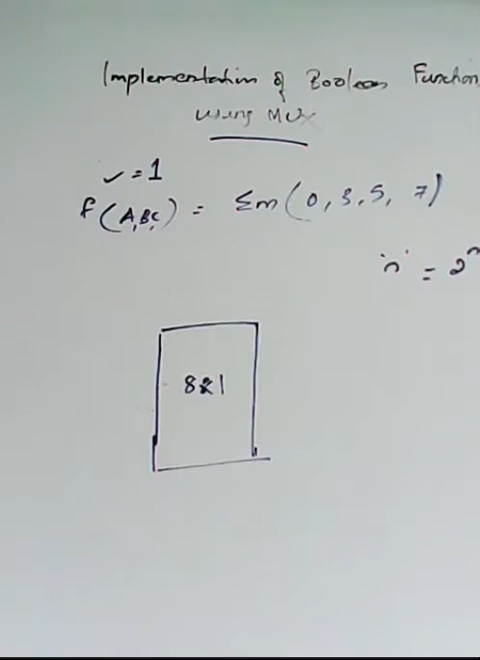 Implementation of Boolean Function
Using MUX
✓ = 1
f(A,B,C) = Σm(0, 3, 5, 7)
'n' = 2^n
8x1